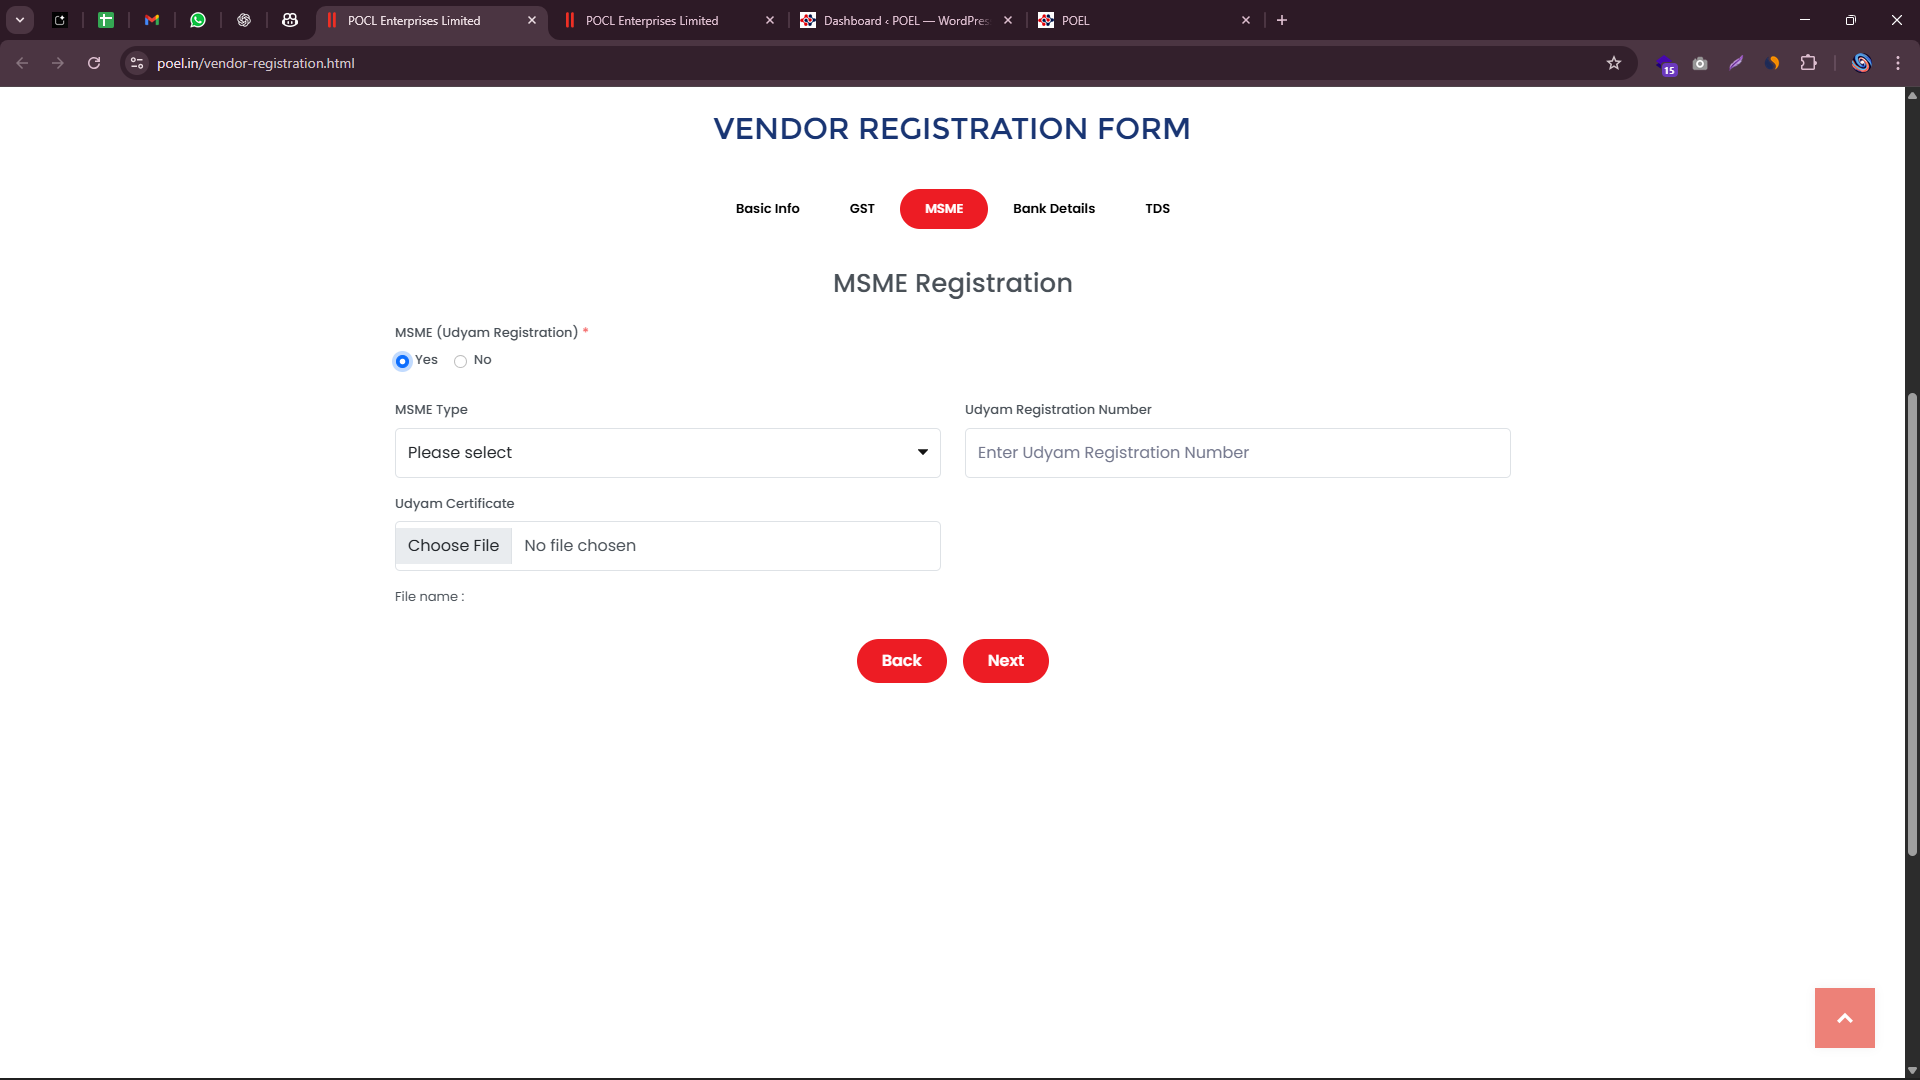 POCL Enterprises Limited
POCL Enterprises Limited
Dashboard ‹ POEL — WordPres
POEL
poel.in/vendor-registration.html
15
VENDOR REGISTRATION FORM
Basic Info GST MSME Bank Details TDS
MSME Registration
MSME (Udyam Registration) *
Yes No
MSME Type Udyam Registration Number
Please select Enter Udyam Registration Number
Udyam Certificate
Choose File No file chosen
File name :
Back Next